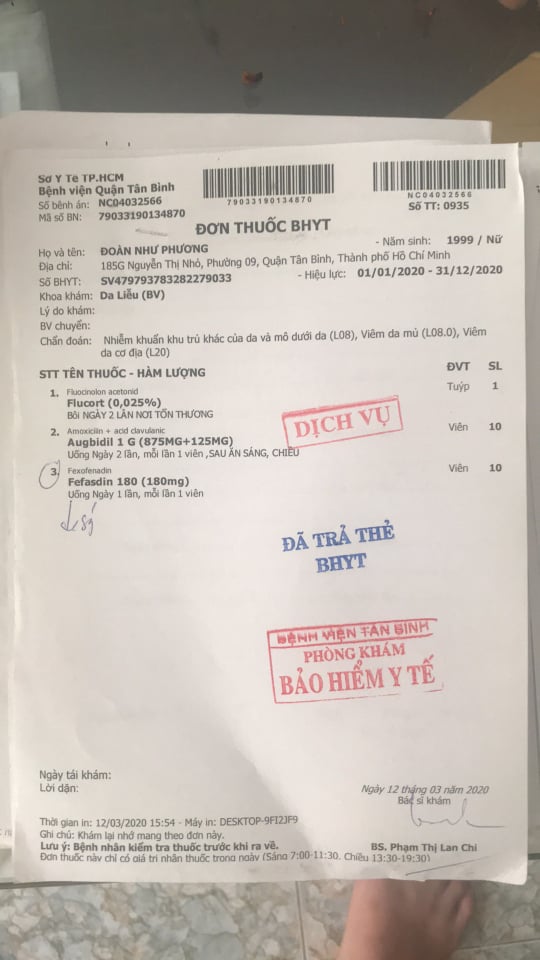 Sở Y Tế TP.HCM
Bệnh viện Quận Tân Bình
Số bênh án: NC04032566
Mã số BN: 79033190134870
79033190134870
NC04032566
Số TT: 0935
ĐƠN THUỐC BHYT
Họ và tên: ĐOÀN NHƯ PHƯƠNG - Năm sinh: 1999 / Nữ
Địa chỉ: 185G Nguyễn Thị Nhỏ, Phường 09, Quận Tân Bình, Thành phố Hồ Chí Minh
Số BHYT: SV479793783282279033 - Hiệu lực: 01/01/2020 - 31/12/2020
Khoa khám: Da Liễu (BV)
Lý do khám:
BV chuyển:
Chẩn đoán: Nhiễm khuẩn khu trú khác của da và mô dưới da (L08), Viêm da mủ (L08.0), Viêm
da cơ địa (L20)
STT TÊN THUỐC - HÀM LƯỢNG ĐVT SL
1. Fluocinolon acetonid Tuýp 1
Flucort (0,025%)
Bôi NGÀY 2 LẦN NƠI TỔN THƯƠNG
DỊCH VỤ
2. Amoxicilin + acid clavulanic Viên 10
Augbidil 1 G (875MG+125MG)
Uống Ngày 2 lần, mỗi lần 1 viên ,SAU ĂN SÁNG, CHIỀU
3. Fexofenadin Viên 10
Fefasdin 180 (180mg)
Uống Ngày 1 lần, mỗi lần 1 viên
ĐÃ TRẢ THẺ
BHYT
BỆNH VIỆN TÂN BÌNH
PHÒNG KHÁM
BẢO HIỂM Y TẾ
Ngày tái khám:
Lời dặn:
Ngày 12 tháng 03 năm 2020
Bác sĩ khám
Thời gian in: 12/03/2020 15:54 - Máy in: DESKTOP-9FI2JF9
Ghi chú: Khám lại nhớ mang theo đơn này.
Lưu ý: Bệnh nhân kiểm tra thuốc trước khi ra về.
BS. Phạm Thị Lan Chi
Đơn thuốc này chỉ có giá trị nhận thuốc trong ngày (Sáng 7:00-11:30, Chiều 13:30-19:30)